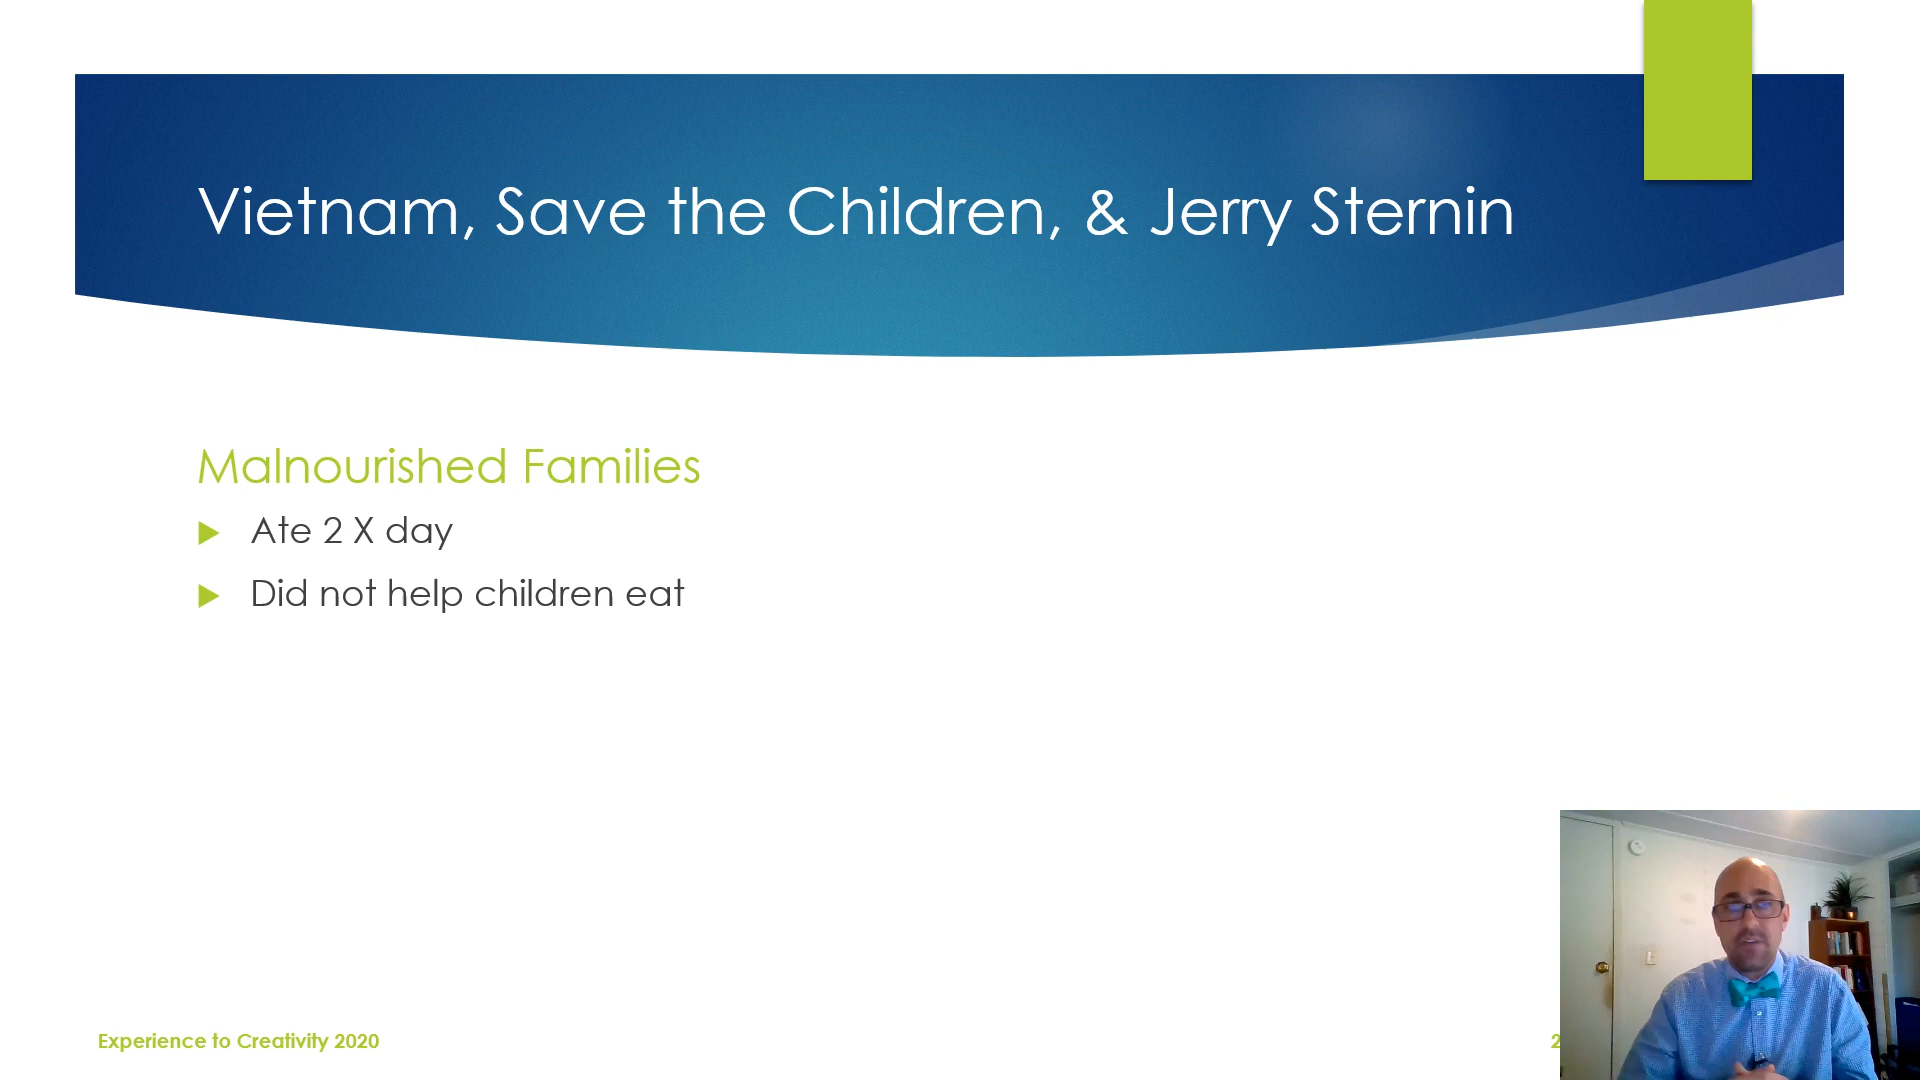 Vietnam, Save the Children, & Jerry Sternin
Malnourished Families
Ate 2 X day
Did not help children eat
Experience to Creativity 2020
2